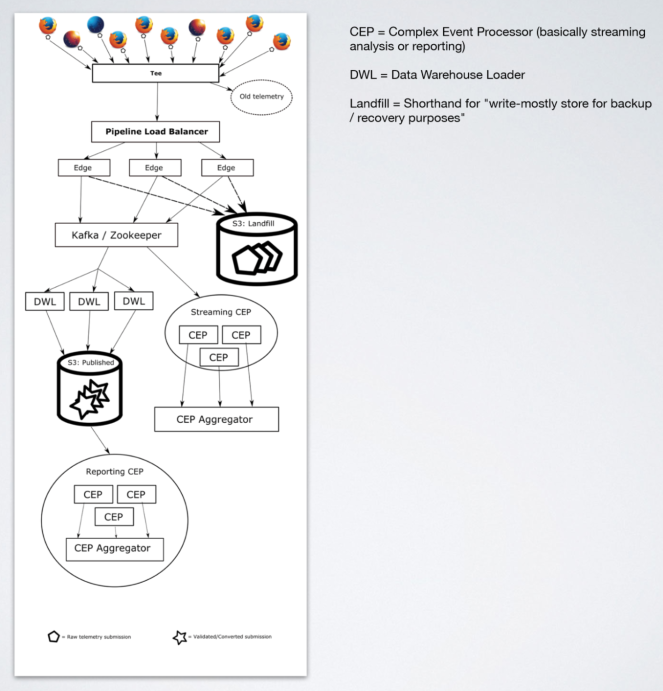 Tee
Old telemetry
Pipeline Load Balancer
Edge
Edge
Edge
S3: Landfill
Kafka / Zookeeper
DWL
DWL
DWL
Streaming CEP
CEP
CEP
CEP
S3: Published
CEP Aggregator
Reporting CEP
CEP
CEP
CEP
CEP Aggregator
= Raw telemetry submission
= Validated/Converted submission
CEP = Complex Event Processor (basically streaming
analysis or reporting)
DWL = Data Warehouse Loader
Landfill = Shorthand for "write-mostly store for backup
/ recovery purposes"